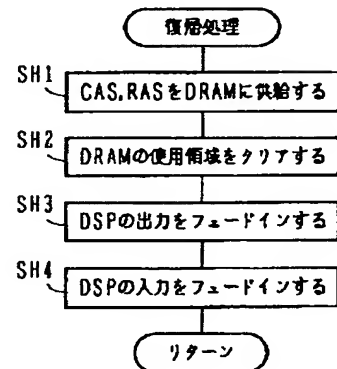 復帰処理
SH1
CAS,RASをDRAMに供給する
SH2
DRAMの使用領域をクリアする
SH3
DSPの出力をフェードインする
SH4
DSPの入力をフェードインする
リターン